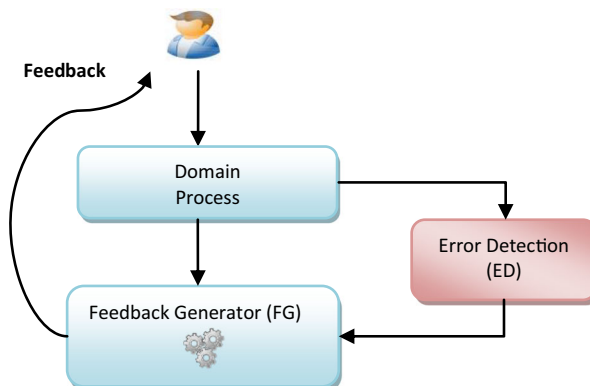 Feedback
Domain
Process
Error Detection
(ED)
Feedback Generator (FG)